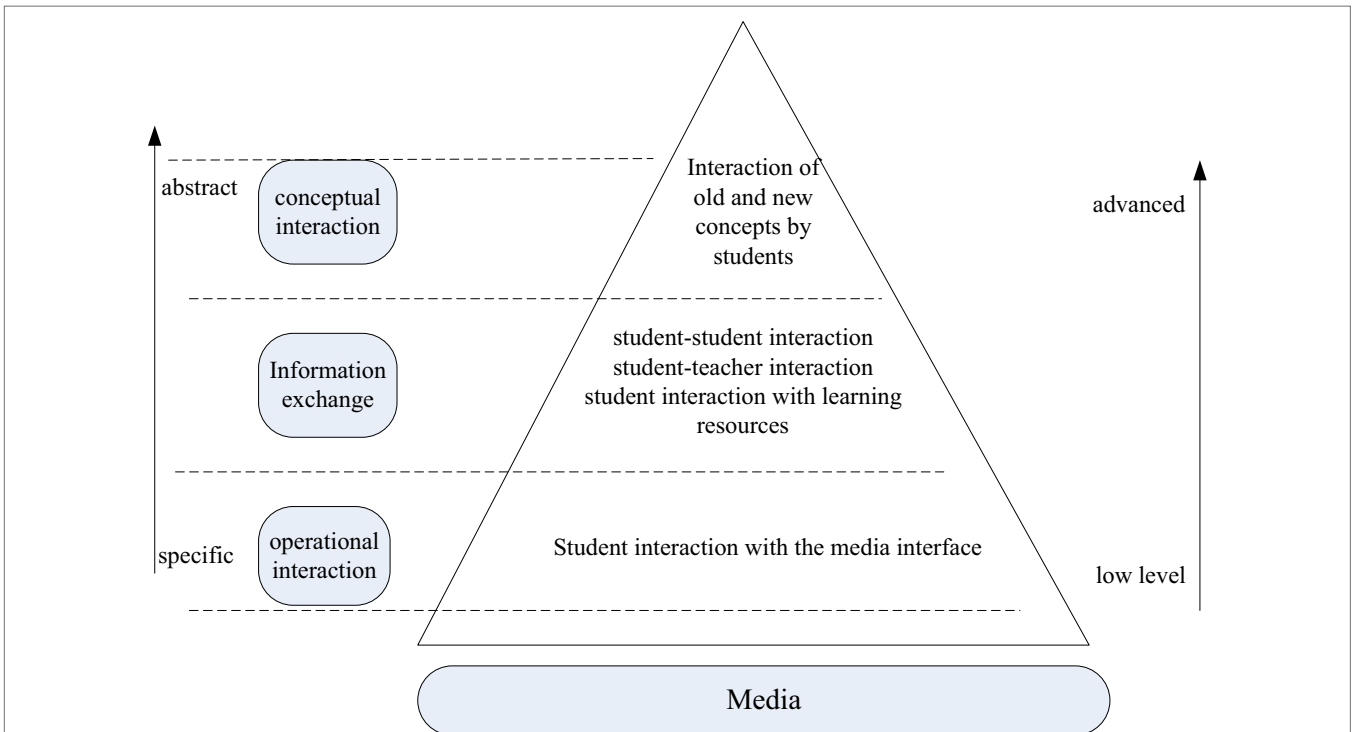 abstract
conceptual
interaction
Interaction of
old and new
concepts by
students
advanced
Information
exchange
student-student interaction
student-teacher interaction
student interaction with learning
resources
specific
operational
interaction
Student interaction with the media interface
low level
Media